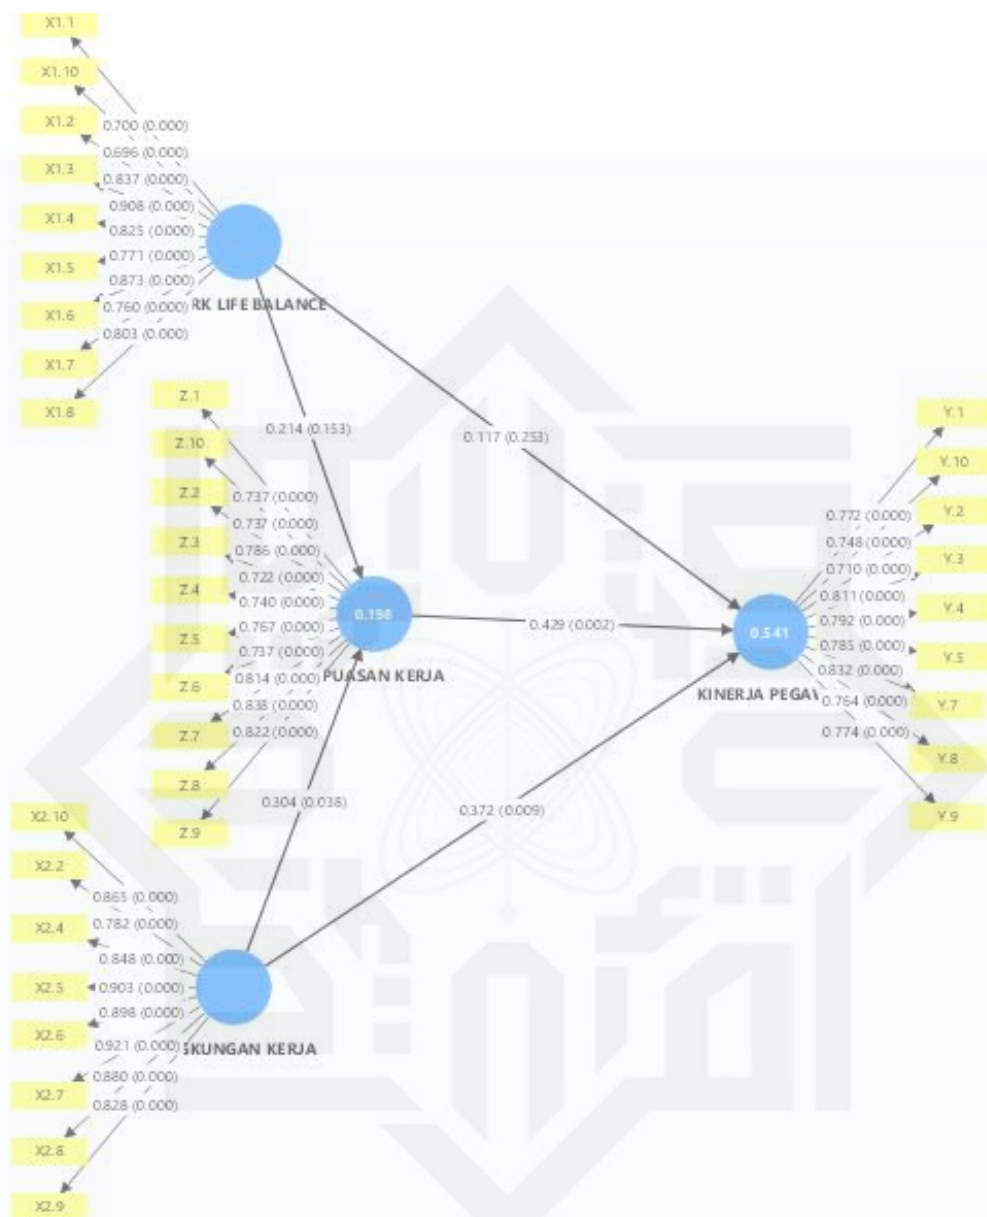 X1.1
X1.10
X1.2
X1.3
X1.4
X1.5
X1.6
X1.7
X1.8
0.700 (0.000)
0.696 (0.000)
0.837 (0.000)
0.908 (0.000)
0.825 (0.000)
0.771 (0.000)
0.873 (0.000)
0.760 (0.000)
0.803 (0.000)
RK LIFE BALANCE
0.214 (0.153)
0.117 (0.253)
Z.1
Z.10
Z.2
Z.3
Z.4
Z.5
Z.6
Z.7
Z.8
Z.9
0.737 (0.000)
0.737 (0.000)
0.786 (0.000)
0.722 (0.000)
0.740 (0.000)
0.767 (0.000)
0.737 (0.000)
0.814 (0.000)
0.838 (0.000)
0.822 (0.000)
PUASAN KERJA
0.429 (0.002)
0.541
KINERJA PEGAV
0.772 (0.000)
0.748 (0.000)
0.710 (0.000)
0.811 (0.000)
0.792 (0.000)
0.785 (0.000)
0.832 (0.000)
0.764 (0.000)
0.774 (0.000)
Y.1
Y.10
Y.2
Y.3
Y.4
Y.5
Y.7
Y.8
Y.9
0.304 (0.038)
0.372 (0.009)
X2.10
X2.2
X2.4
X2.5
X2.6
X2.7
X2.8
X2.9
0.865 (0.000)
0.782 (0.000)
0.848 (0.000)
0.903 (0.000)
0.898 (0.000)
0.921 (0.000)
0.880 (0.000)
0.828 (0.000)
GKUNGAN KERJA